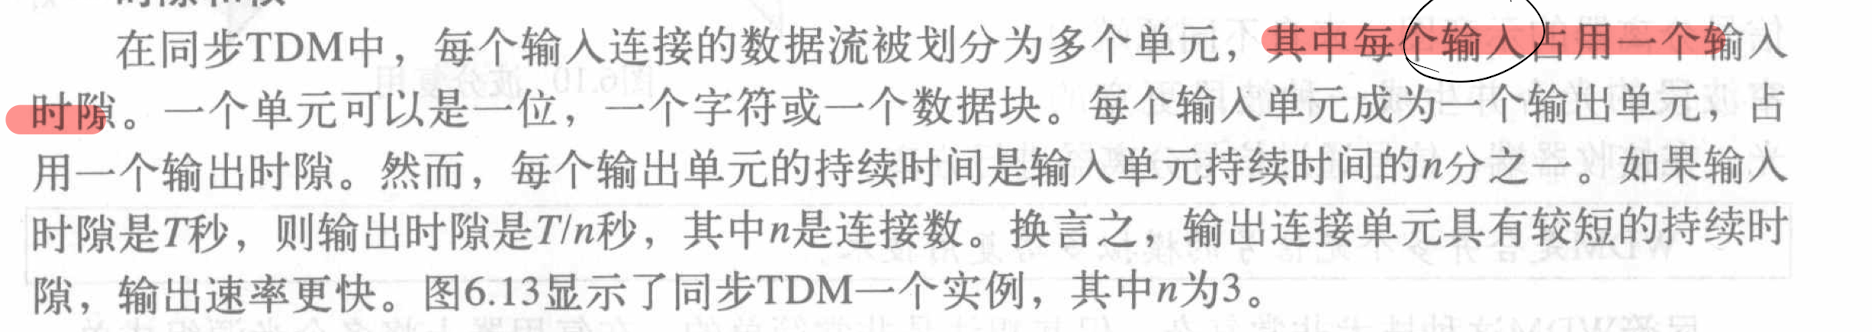 在同步TDM中，每个输入连接的数据流被划分为多个单元，其中每个输入占用一个输入
时隙。一个单元可以是一位，一个字符或一个数据块。每个输入单元成为一个输出单元，占
用一个输出时隙。然而，每个输出单元的持续时间是输入单元持续时间的n分之一。如果输入
时隙是T秒，则输出时隙是T/n秒，其中n是连接数。换言之，输出连接单元具有较短的持续时
隙，输出速率更快。图6.13显示了同步TDM一个实例，其中n为3。